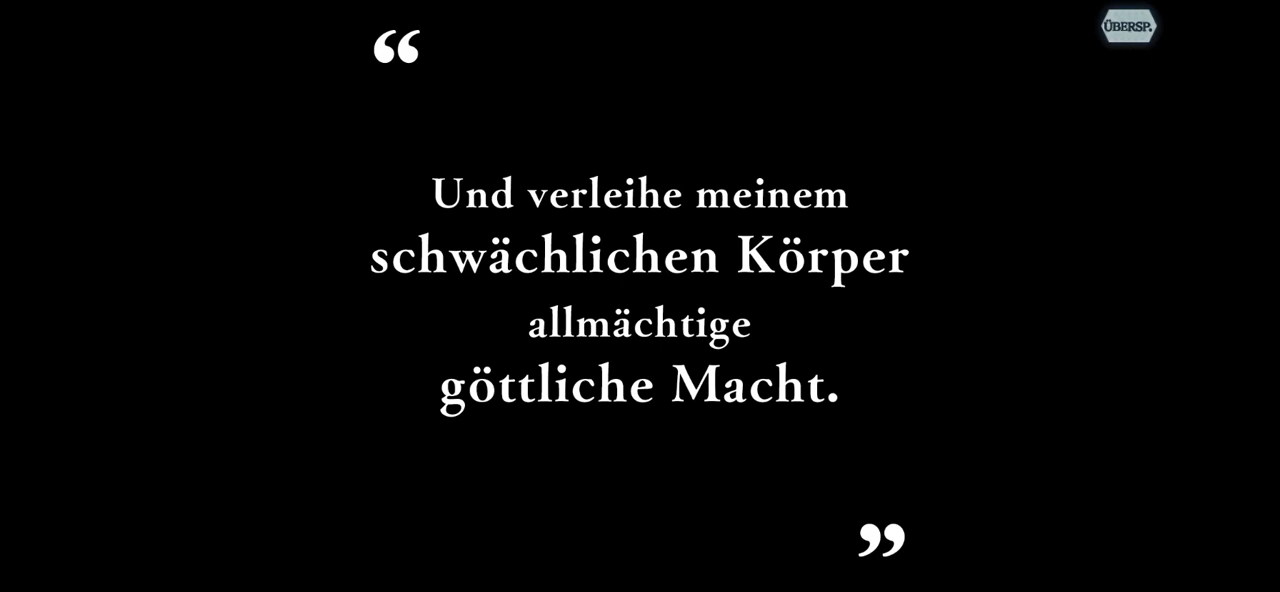 ÜBERSP.
“
Und verleihe meinem
schwächlichen Körper
allmächtige
göttliche Macht.
”